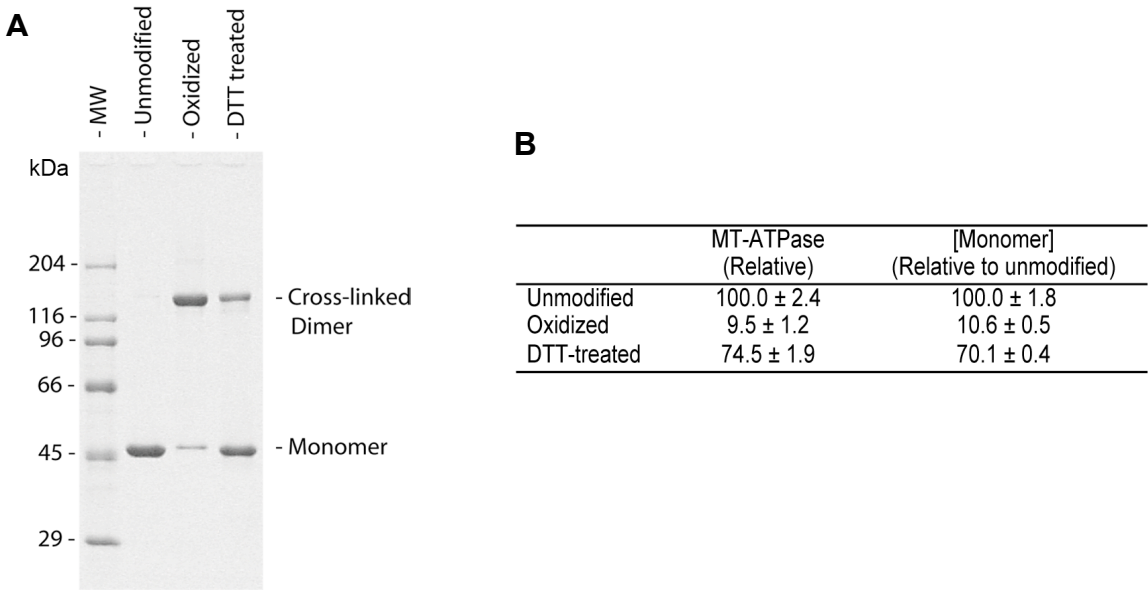 A
- MW
- Unmodified
- Oxidized
- DTT treated
kDa
204 -
116 -
96 -
66 -
45 -
29 -
- Cross-linked
Dimer
- Monomer
B
MT-ATPase [Monomer]
(Relative) (Relative to unmodified)
Unmodified 100.0 ± 2.4 100.0 ± 1.8
Oxidized 9.5 ± 1.2 10.6 ± 0.5
DTT-treated 74.5 ± 1.9 70.1 ± 0.4